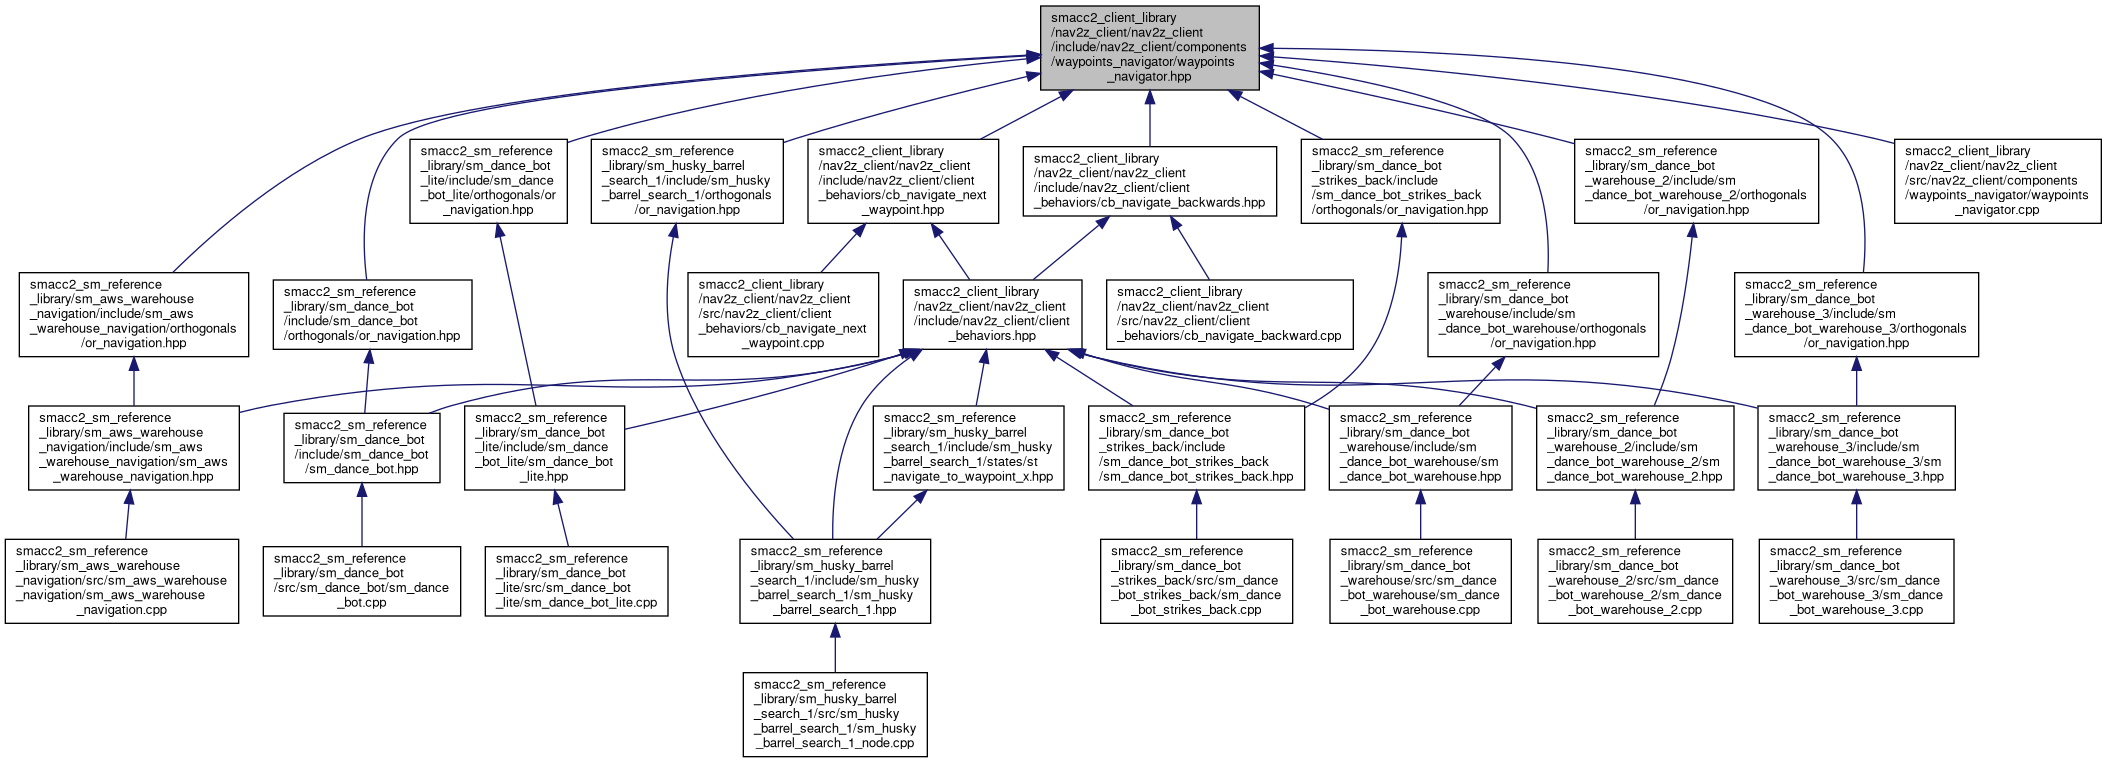 smacc2_client_library
/nav2z_client/nav2z_client
/include/nav2z_client/components
/waypoints_navigator/waypoints
_navigator.hpp
smacc2_sm_reference
_library/sm_dance_bot
_lite/include/sm_dance
_bot_lite/orthogonals/or
_navigation.hpp
smacc2_sm_reference
_library/sm_husky_barrel
_search_1/include/sm_husky
_barrel_search_1/orthogonals
/or_navigation.hpp
smacc2_client_library
/nav2z_client/nav2z_client
/include/nav2z_client/client
_behaviors/cb_navigate_next
_waypoint.hpp
smacc2_client_library
/nav2z_client/nav2z_client
/include/nav2z_client/client
_behaviors/cb_navigate_backwards.hpp
smacc2_sm_reference
_library/sm_dance_bot
_strikes_back/include
/sm_dance_bot_strikes_back
/orthogonals/or_navigation.hpp
smacc2_sm_reference
_library/sm_dance_bot
_warehouse_2/include/sm
_dance_bot_warehouse_2/orthogonals
/or_navigation.hpp
smacc2_client_library
/nav2z_client/nav2z_client
/src/nav2z_client/components
/waypoints_navigator/waypoints
_navigator.cpp
smacc2_sm_reference
_library/sm_aws_warehouse
_navigation/include/sm_aws
_warehouse_navigation/orthogonals
/or_navigation.hpp
smacc2_sm_reference
_library/sm_dance_bot
/include/sm_dance_bot
/orthogonals/or_navigation.hpp
smacc2_client_library
/nav2z_client/nav2z_client
/src/nav2z_client/client
_behaviors/cb_navigate_next
_waypoint.cpp
smacc2_client_library
/nav2z_client/nav2z_client
/include/nav2z_client/client
_behaviors.hpp
smacc2_client_library
/nav2z_client/nav2z_client
/src/nav2z_client/client
_behaviors/cb_navigate_backward.cpp
smacc2_sm_reference
_library/sm_dance_bot
_warehouse/include/sm
_dance_bot_warehouse/orthogonals
/or_navigation.hpp
smacc2_sm_reference
_library/sm_dance_bot
_warehouse_3/include/sm
_dance_bot_warehouse_3/orthogonals
/or_navigation.hpp
smacc2_sm_reference
_library/sm_aws_warehouse
_navigation/include/sm_aws
_warehouse_navigation/sm_aws
_warehouse_navigation.hpp
smacc2_sm_reference
_library/sm_dance_bot
/include/sm_dance_bot
/sm_dance_bot.hpp
smacc2_sm_reference
_library/sm_dance_bot
_lite/include/sm_dance
_bot_lite/sm_dance_bot
_lite.hpp
smacc2_sm_reference
_library/sm_husky_barrel
_search_1/include/sm_husky
_barrel_search_1/states/st
_navigate_to_waypoint_x.hpp
smacc2_sm_reference
_library/sm_dance_bot
_strikes_back/include
/sm_dance_bot_strikes_back
/sm_dance_bot_strikes_back.hpp
smacc2_sm_reference
_library/sm_dance_bot
_warehouse/include/sm
_dance_bot_warehouse/sm
_dance_bot_warehouse.hpp
smacc2_sm_reference
_library/sm_dance_bot
_warehouse_2/include/sm
_dance_bot_warehouse_2/sm
_dance_bot_warehouse_2.hpp
smacc2_sm_reference
_library/sm_dance_bot
_warehouse_3/include/sm
_dance_bot_warehouse_3/sm
_dance_bot_warehouse_3.hpp
smacc2_sm_reference
_library/sm_aws_warehouse
_navigation/src/sm_aws_warehouse
_navigation/sm_aws_warehouse
_navigation.cpp
smacc2_sm_reference
_library/sm_dance_bot
/src/sm_dance_bot/sm_dance
_bot.cpp
smacc2_sm_reference
_library/sm_dance_bot
_lite/src/sm_dance_bot
_lite/sm_dance_bot_lite.cpp
smacc2_sm_reference
_library/sm_husky_barrel
_search_1/include/sm_husky
_barrel_search_1/sm_husky
_barrel_search_1.hpp
smacc2_sm_reference
_library/sm_dance_bot
_strikes_back/src/sm_dance
_bot_strikes_back/sm_dance
_bot_strikes_back.cpp
smacc2_sm_reference
_library/sm_dance_bot
_warehouse/src/sm_dance
_bot_warehouse/sm_dance
_bot_warehouse.cpp
smacc2_sm_reference
_library/sm_dance_bot
_warehouse_2/src/sm_dance
_bot_warehouse_2/sm_dance
_bot_warehouse_2.cpp
smacc2_sm_reference
_library/sm_dance_bot
_warehouse_3/src/sm_dance
_bot_warehouse_3/sm_dance
_bot_warehouse_3.cpp
smacc2_sm_reference
_library/sm_husky_barrel
_search_1/src/sm_husky
_barrel_search_1/sm_husky
_barrel_search_1_node.cpp